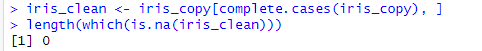 > iris_clean <- iris_copy[complete.cases(iris_copy), ]
> length(which(is.na(iris_clean)))
[1] 0